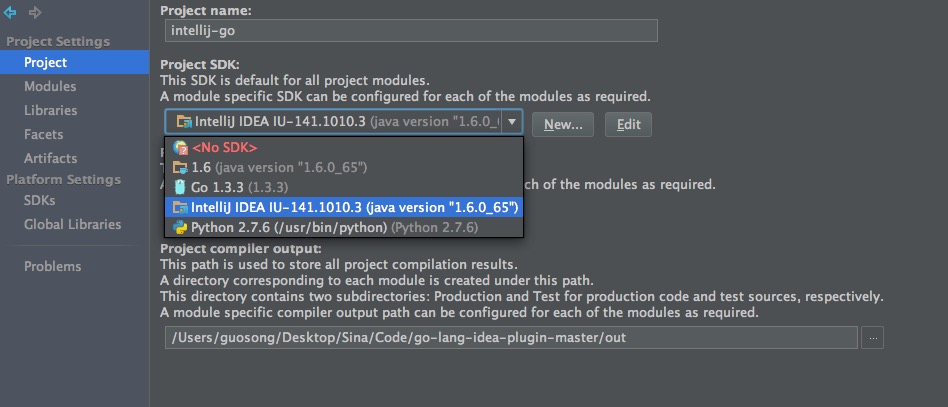 Project name:
intellij-go
Project Settings
Project
Modules
Libraries
Facets
Artifacts
Platform Settings
SDKs
Global Libraries
Problems
Project SDK:
This SDK is default for all project modules.
A module specific SDK can be configured for each of the modules as required.
IntelliJ IDEA IU-141.1010.3 (java version "1.6.0_
New...
Edit
<No SDK>
1.6 (java version "1.6.0_65")
Go 1.3.3 (1.3.3)
ch of the modules as required.
IntelliJ IDEA IU-141.1010.3 (java version "1.6.0_65")
Python 2.7.6 (/usr/bin/python) (Python 2.7.6)
Project compiler output:
This path is used to store all project compilation results.
A directory corresponding to each module is created under this path.
This directory contains two subdirectories: Production and Test for production code and test sources, respectively.
A module specific compiler output path can be configured for each of the modules as required.
/Users/guosong/Desktop/Sina/Code/go-lang-idea-plugin-master/out
...